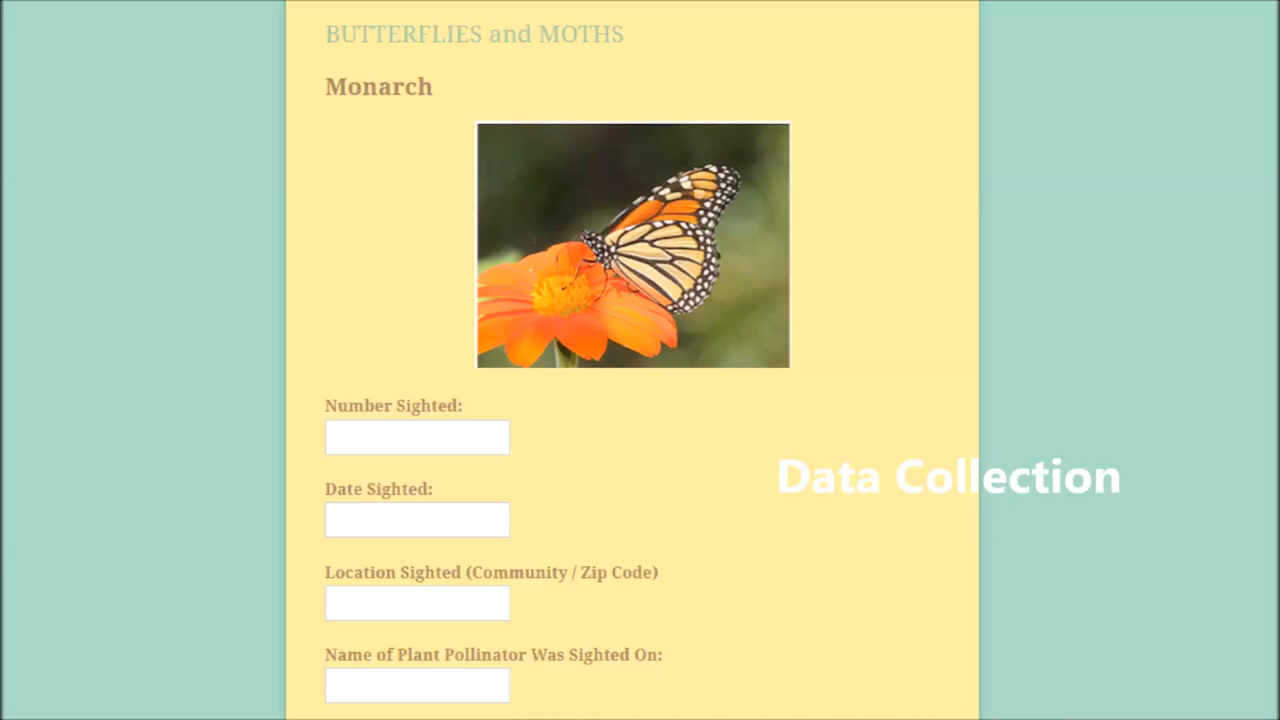 BUTTERFLIES and MOTHS
Monarch
Number Sighted:
Data Collection
Date Sighted:
Location Sighted (Community / Zip Code)
Name of Plant Pollinator Was Sighted On: